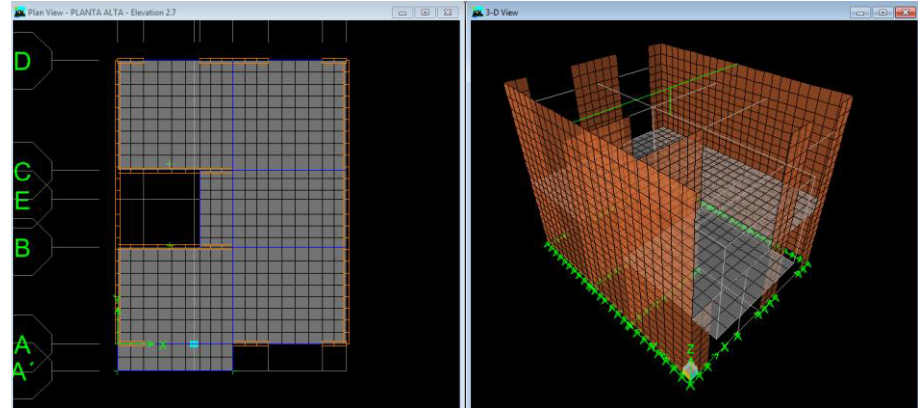 Plan View - PLANTA ALTA - Elevation 2.7
D
C
E
B
A
A´
X
3-D View
Z
X